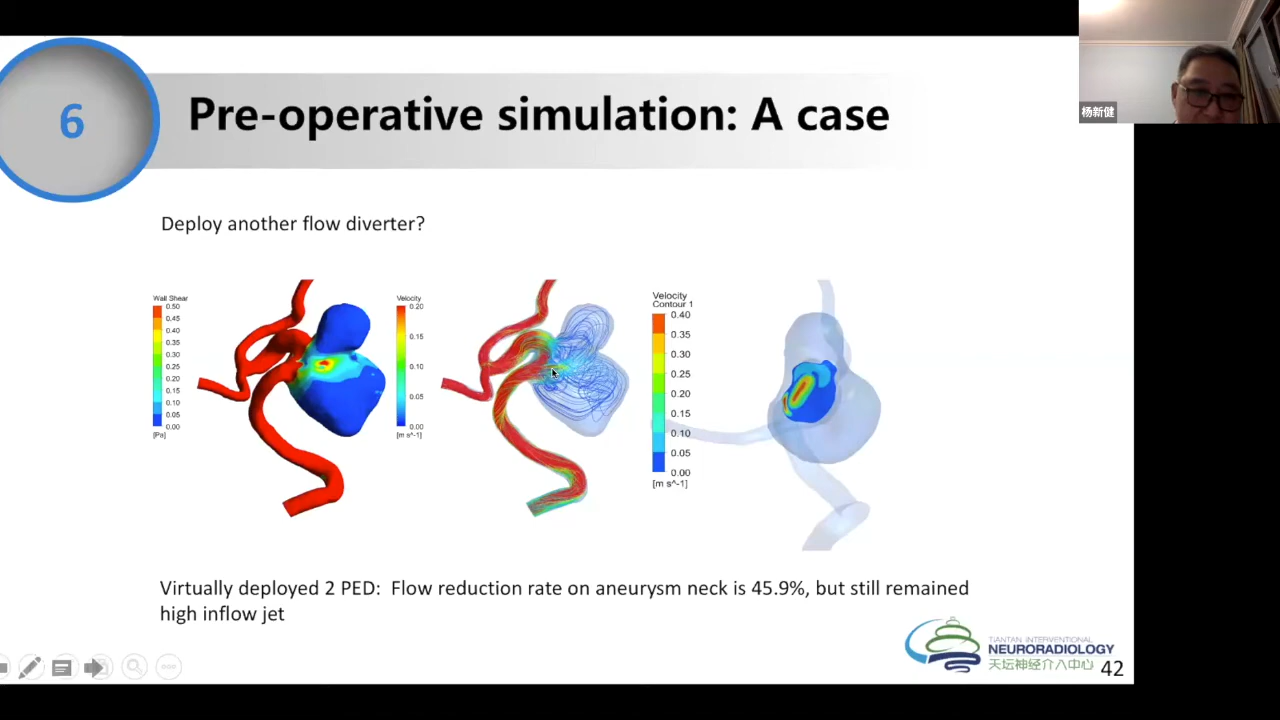 6
Pre-operative simulation: A case
杨新健
Deploy another flow diverter?
Wall Shear
0.50
0.45
0.40
0.35
0.30
0.25
0.20
0.15
0.10
0.05
0.00
[Pa]
Velocity
0.20
0.15
0.10
0.05
0.00
[m s^-1]
Velocity
Contour 1
0.40
0.35
0.30
0.25
0.20
0.15
0.10
0.05
0.00
[m s^-1]
Virtually deployed 2 PED: Flow reduction rate on aneurysm neck is 45.9%, but still remained
high inflow jet
TIANTAN INTERVENTIONAL
NEURORADIOLOGY
天坛神经介入中心
42